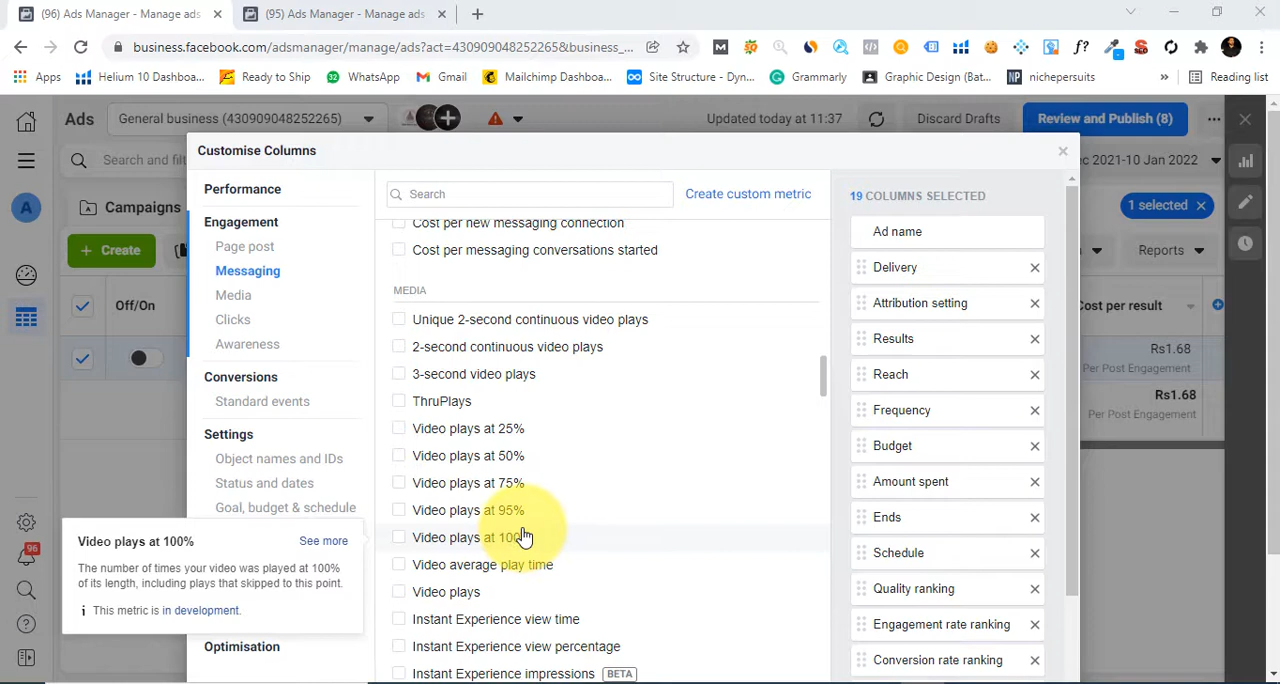 (96) Ads Manager - Manage ads
(95) Ads Manager - Manage ads
business.facebook.com/adsmanager/manage/ads?act=430909048252265&business_...
Apps
Helium 10 Dashboa...
Ready to Ship
32 WhatsApp
Gmail
Mailchimp Dashboa...
Site Structure - Dyn...
Grammarly
Graphic Design (Bat...
NP nichepersuits
»
Reading list
Ads
General business (430909048252265)
Updated today at 11:37
Discard Drafts
Review and Publish (8)
Search and filt
ec 2021-10 Jan 2022
Campaigns
1 selected
+ Create
Reports
Off/On
Cost per result
Rs1.68
Per Post Engagement
Rs1.68
Per Post Engagement
A
96
Customise Columns
Performance
Engagement
Page post
Messaging
Media
Clicks
Awareness
Conversions
Standard events
Settings
Object names and IDs
Status and dates
Goal, budget & schedule
Optimisation
Search
Create custom metric
Cost per new messaging connection
Cost per messaging conversations started
MEDIA
Unique 2-second continuous video plays
2-second continuous video plays
3-second video plays
ThruPlays
Video plays at 25%
Video plays at 50%
Video plays at 75%
Video plays at 95%
Video plays at 100
Video average play time
Video plays
Instant Experience view time
Instant Experience view percentage
Instant Experience impressions BETA
19 COLUMNS SELECTED
Ad name
Delivery
Attribution setting
Results
Reach
Frequency
Budget
Amount spent
Ends
Schedule
Quality ranking
Engagement rate ranking
Conversion rate ranking
Video plays at 100%
See more
The number of times your video was played at 100%
of its length, including plays that skipped to this point.
This metric is in development.